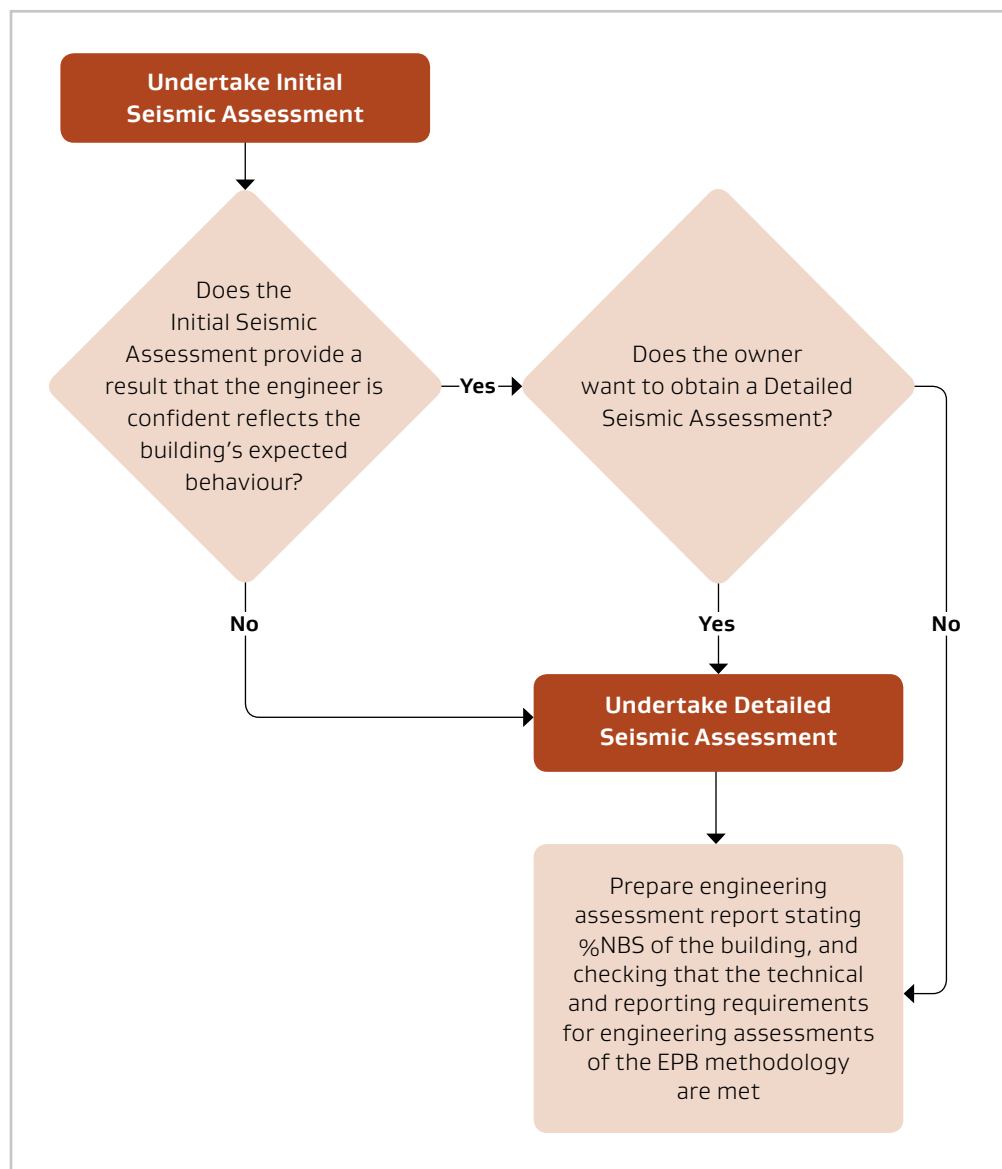 Undertake Initial
Seismic Assessment
Does the
Initial Seismic
Assessment provide a
result that the engineer is
confident reflects the
building’s expected
behaviour?
Yes
Does the owner
want to obtain a Detailed
Seismic Assessment?
No
Yes
No
Undertake Detailed
Seismic Assessment
Prepare engineering
assessment report stating
%NBS of the building, and
checking that the technical
and reporting requirements
for engineering assessments
of the EPB methodology
are met